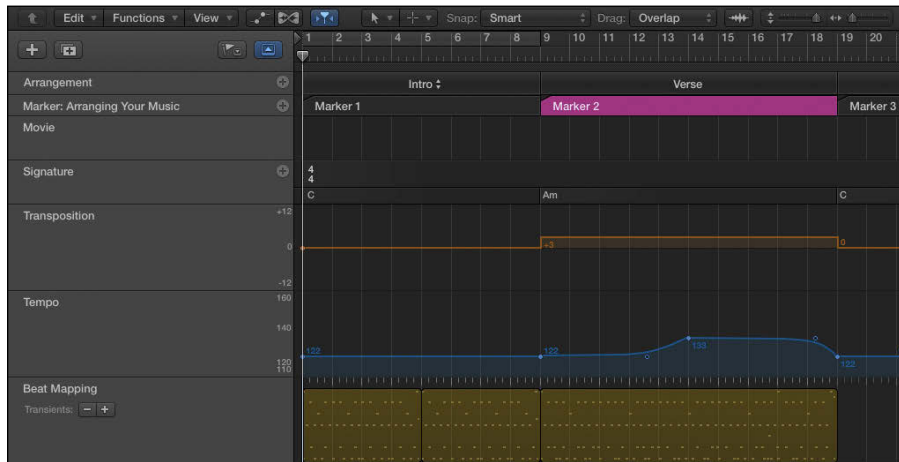 Edit Functions View Snap: Smart Drag: Overlap
1 2 3 4 5 6 7 8 9 10 11 12 13 14 15 16 17 18 19 20
Arrangement Intro Verse
Marker: Arranging Your Music Marker 1 Marker 2 Marker 3
Movie
Signature 4
4
C Am C
Transposition +12
0 +3 0
-12
Tempo 160
140
122 122 138
120 122
110
Beat Mapping
Transients: − +